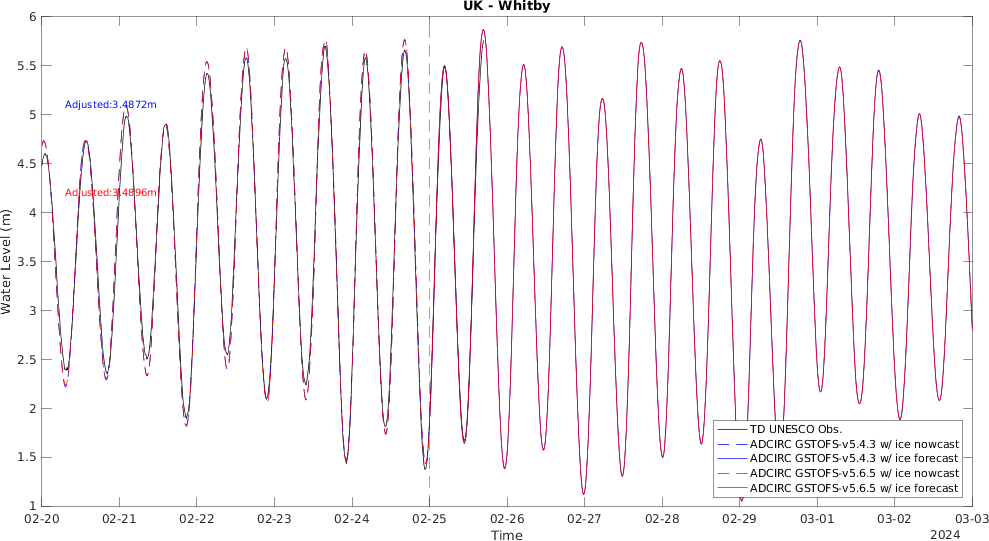 UK - Whitby
6
5.5
5
4.5
4
3.5
3
2.5
2
1.5
1
Water Level (m)
Adjusted:3.4872m
Adjusted:3.4896m
TD UNESCO Obs.
ADCIRC GSTOFS-v5.4.3 w/ ice nowcast
ADCIRC GSTOFS-v5.4.3 w/ ice forecast
ADCIRC GSTOFS-v5.6.5 w/ ice nowcast
ADCIRC GSTOFS-v5.6.5 w/ ice forecast
02-20 02-21 02-22 02-23 02-24 02-25 02-26 02-27 02-28 02-29 03-01 03-02 03-03
Time
2024